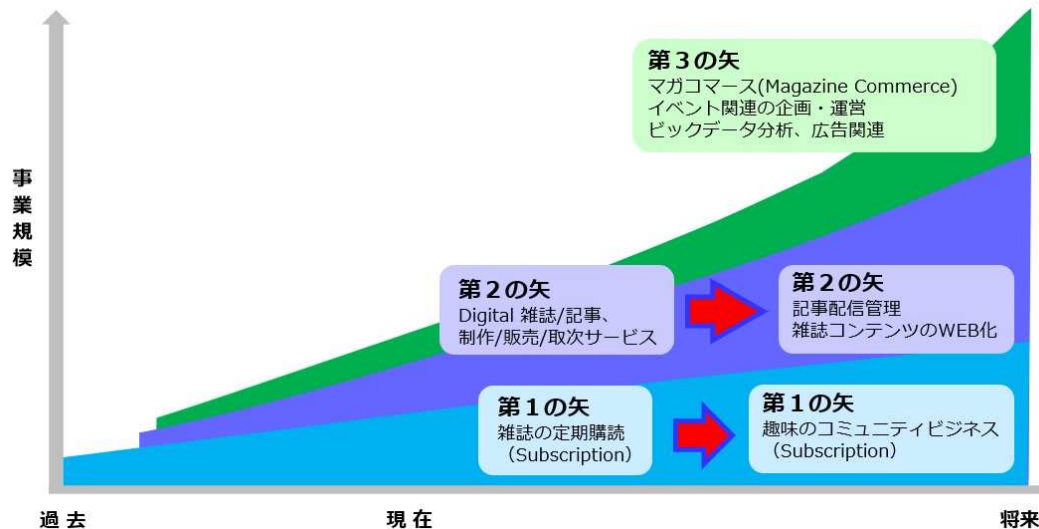 第３の矢
マガコマース(Magazine Commerce)
イベント関連の企画・運営
ビックデータ分析、広告関連
事業規模
第２の矢
Digital 雑誌/記事、
制作/販売/取次サービス
第２の矢
記事配信管理
雑誌コンテンツのWEB化
第１の矢
雑誌の定期購読
（Subscription）
第１の矢
趣味のコミュニティビジネス
（Subscription）
過 去
現 在
将来